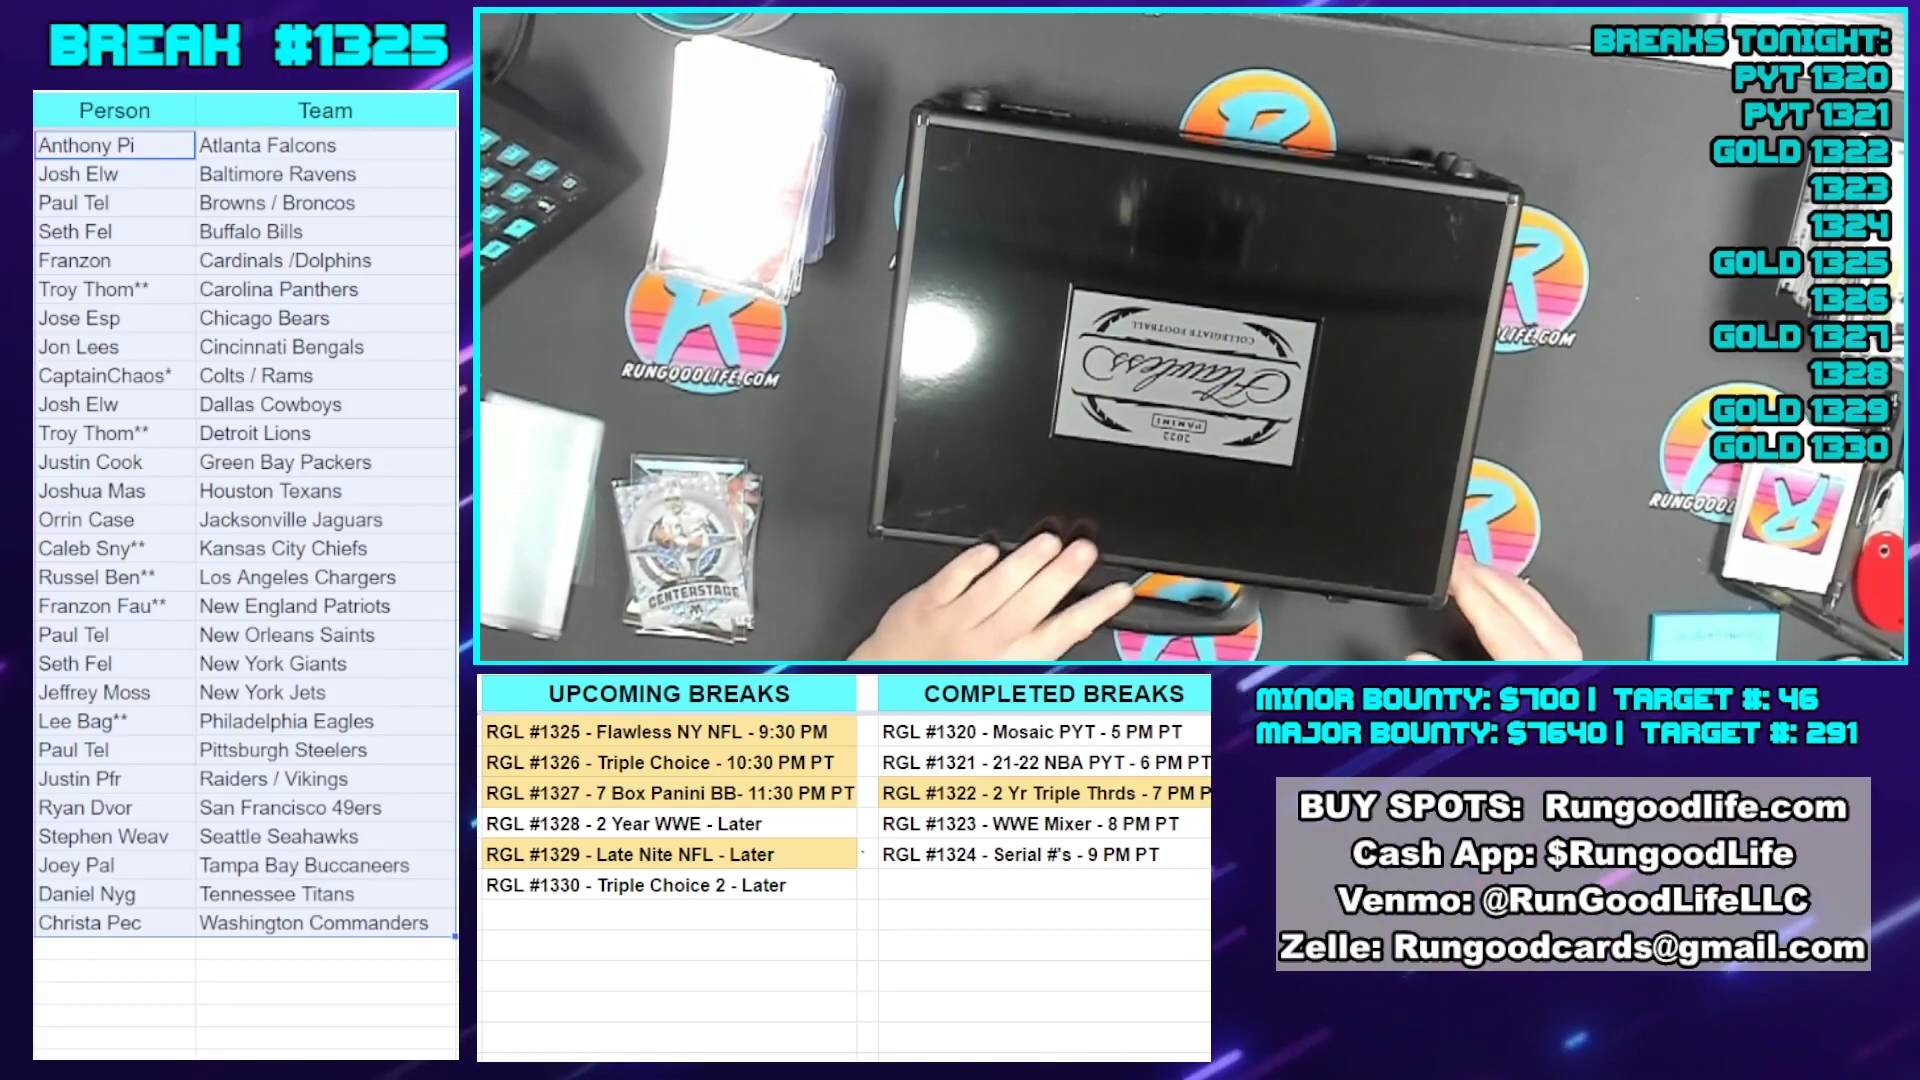 BREAK #1325
Person Team
Anthony Pi Atlanta Falcons
Josh Elw Baltimore Ravens
Paul Tel Browns / Broncos
Seth Fel Buffalo Bills
Franzon Cardinals /Dolphins
Troy Thom** Carolina Panthers
Jose Esp Chicago Bears
Jon Lees Cincinnati Bengals
CaptainChaos* Colts / Rams
Josh Elw Dallas Cowboys
Troy Thom** Detroit Lions
Justin Cook Green Bay Packers
Joshua Mas Houston Texans
Orrin Case Jacksonville Jaguars
Caleb Sny** Kansas City Chiefs
Russel Ben** Los Angeles Chargers
Franzon Fau** New England Patriots
Paul Tel New Orleans Saints
Seth Fel New York Giants
Jeffrey Moss New York Jets
Lee Bag** Philadelphia Eagles
Paul Tel Pittsburgh Steelers
Justin Pfr Raiders / Vikings
Ryan Dvor San Francisco 49ers
Stephen Weav Seattle Seahawks
Joey Pal Tampa Bay Buccaneers
Daniel Nyg Tennessee Titans
Christa Pec Washington Commanders
RUNGOODLIFE.COM
CENTERSTAGE
COLLEGIATE FOOTBALL
Flawless
PANINI
2022
LIFE.COM
RUNGOODL
BREAKS TONIGHT:
PYT 1320
PYT 1321
GOLD 1322
1323
1324
GOLD 1325
1326
GOLD 1327
1328
GOLD 1329
GOLD 1330
UPCOMING BREAKS
RGL #1325 - Flawless NY NFL - 9:30 PM
RGL #1326 - Triple Choice - 10:30 PM PT
RGL #1327 - 7 Box Panini BB- 11:30 PM PT
RGL #1328 - 2 Year WWE - Later
RGL #1329 - Late Nite NFL - Later
RGL #1330 - Triple Choice 2 - Later
COMPLETED BREAKS
RGL #1320 - Mosaic PYT - 5 PM PT
RGL #1321 - 21-22 NBA PYT - 6 PM PT
RGL #1322 - 2 Yr Triple Thrds - 7 PM P
RGL #1323 - WWE Mixer - 8 PM PT
RGL #1324 - Serial #'s - 9 PM PT
MINOR BOUNTY: $700 | TARGET #: 46
MAJOR BOUNTY: $7640 | TARGET #: 291
BUY SPOTS: Rungoodlife.com
Cash App: $RungoodLife
Venmo: @RunGoodLifeLLC
Zelle: Rungoodcards@gmail.com